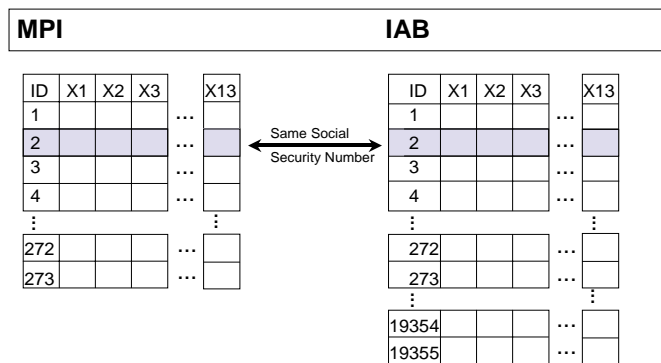 MPI IAB
ID X1 X2 X3 ... X13 ID X1 X2 X3 ... X13
1 ... 1 ...
2 ... Same Social Security Number 2 ...
3 ... 3 ...
4 ... 4 ...
⋮ ⋮ ⋮ ⋮
272 ... 272 ...
273 ... 273 ...
⋮ ⋮
19354 ...
19355 ...